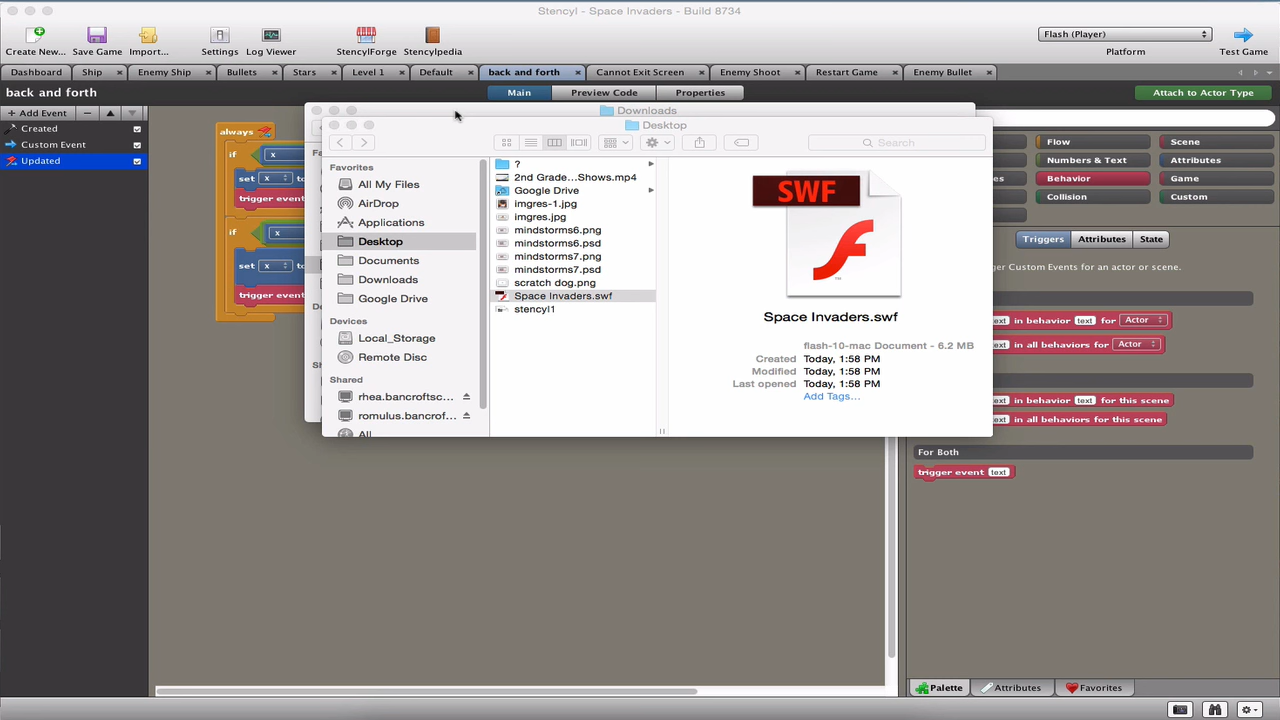 Stencyl - Space Invaders - Build 8734
Create New... Save Game Import... Settings Log Viewer StencylForge Stencylpedia
Flash (Player)
Platform
Test Game
Dashboard Ship Enemy Ship Bullets Stars Level 1 Default back and forth Cannot Exit Screen Enemy Shoot Restart Game Enemy Bullet
back and forth
Main Preview Code Properties
Attach to Actor Type
+ Add Event
Created
Custom Event
Updated
always
if x
set x to
trigger event
if x
set x to
trigger event
Downloads
Desktop
Search
Favorites
All My Files
AirDrop
Applications
Desktop
Documents
Downloads
Google Drive
Devices
Local_Storage
Remote Disc
Shared
rhea.bancroftsc...
romulus.bancrof...
All
?
2nd Grade...Shows.mp4
Google Drive
imgres-1.jpg
imgres.jpg
mindstorms6.png
mindstorms6.psd
mindstorms7.png
mindstorms7.psd
scratch dog.png
Space Invaders.swf
stencyl1
SWF
Space Invaders.swf
flash-10-mac Document - 6.2 MB
Created Today, 1:58 PM
Modified Today, 1:58 PM
Last opened Today, 1:58 PM
Add Tags...
Flow Scene
Numbers & Text Attributes
Behavior Game
Collision Custom
Triggers Attributes State
Custom Events for an actor or scene.
in behavior text for Actor
in all behaviors for Actor
text in behavior text for this scene
text in all behaviors for this scene
For Both
trigger event text
Palette Attributes Favorites